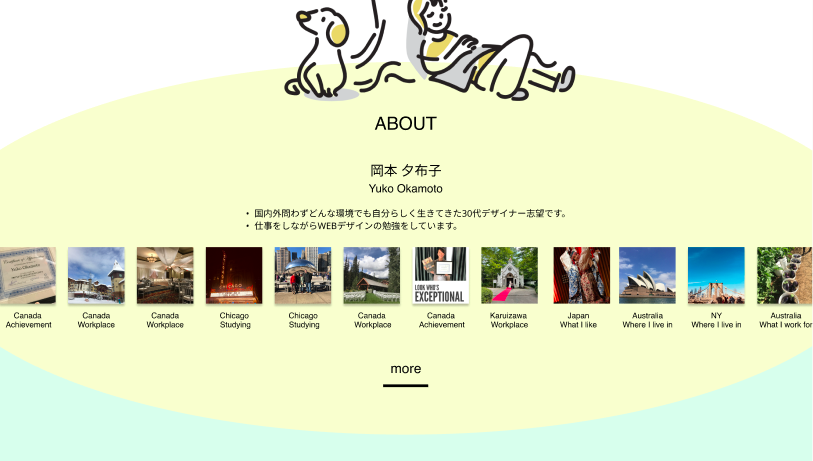 ABOUT
岡本 夕布子
Yuko Okamoto
・国内外問わずどんな環境でも自分らしく生きてきた30代デザイナー志望です。
・仕事をしながらWEBデザインの勉強をしています。
Yuko Okamoto
CHICAGO
LOOK WHO'S
EXCEPTIONAL
Canada
Achievement
Canada
Workplace
Canada
Workplace
Chicago
Studying
Chicago
Studying
Canada
Workplace
Canada
Achievement
Karuizawa
Workplace
Japan
What I like
Australia
Where I live in
NY
Where I live in
Australia
What I work for
more